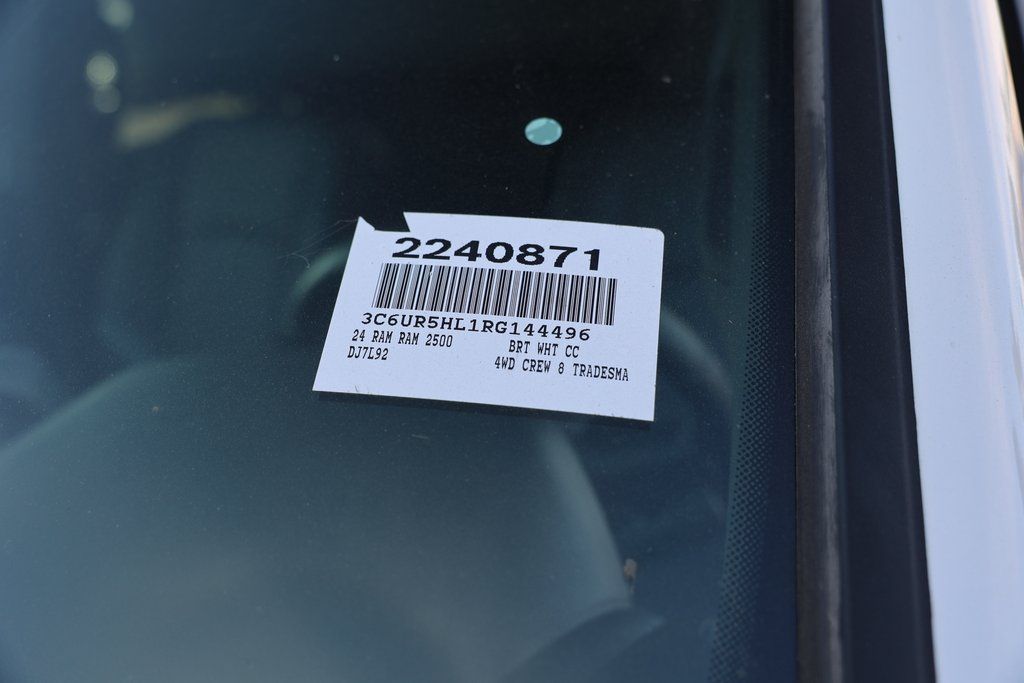 2240871
3C6UR5HL1RG144496
24 RAM RAM 2500 BRT WHT CC
DJ7L92 4WD CREW 8 TRADESMA